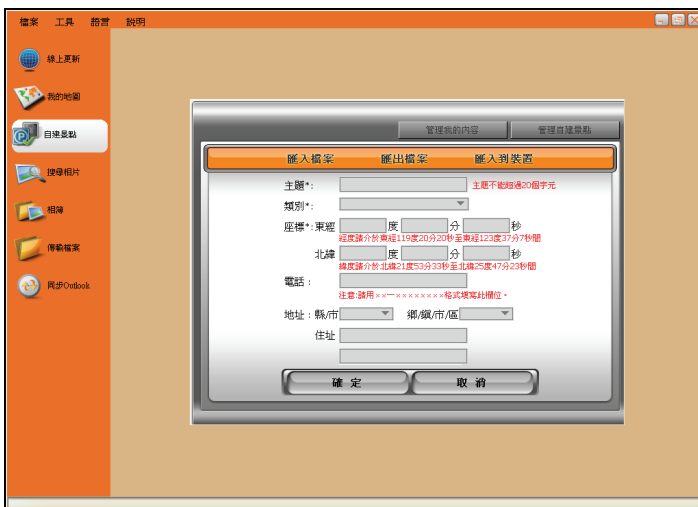 檔案 工具 語言 說明
線上更新
我的地圖
自建景點
搜尋相片
相簿
傳輸檔案
同步Outlook
管理我的內容 管理自建景點
匯入檔案 匯出檔案 匯入到裝置
主題*: 主題不能超過20個字元
類別*:
座標*:東經 度 分 秒
經度請介於東經119度20分20秒至東經123度37分7秒間
北緯 度 分 秒
緯度請介於北緯21度53分33秒至北緯25度47分23秒間
電話：
注意:請用××一××××××××格式填寫此欄位。
地址：縣/市 鄉/鎮/市/區
住址
確 定 取 消